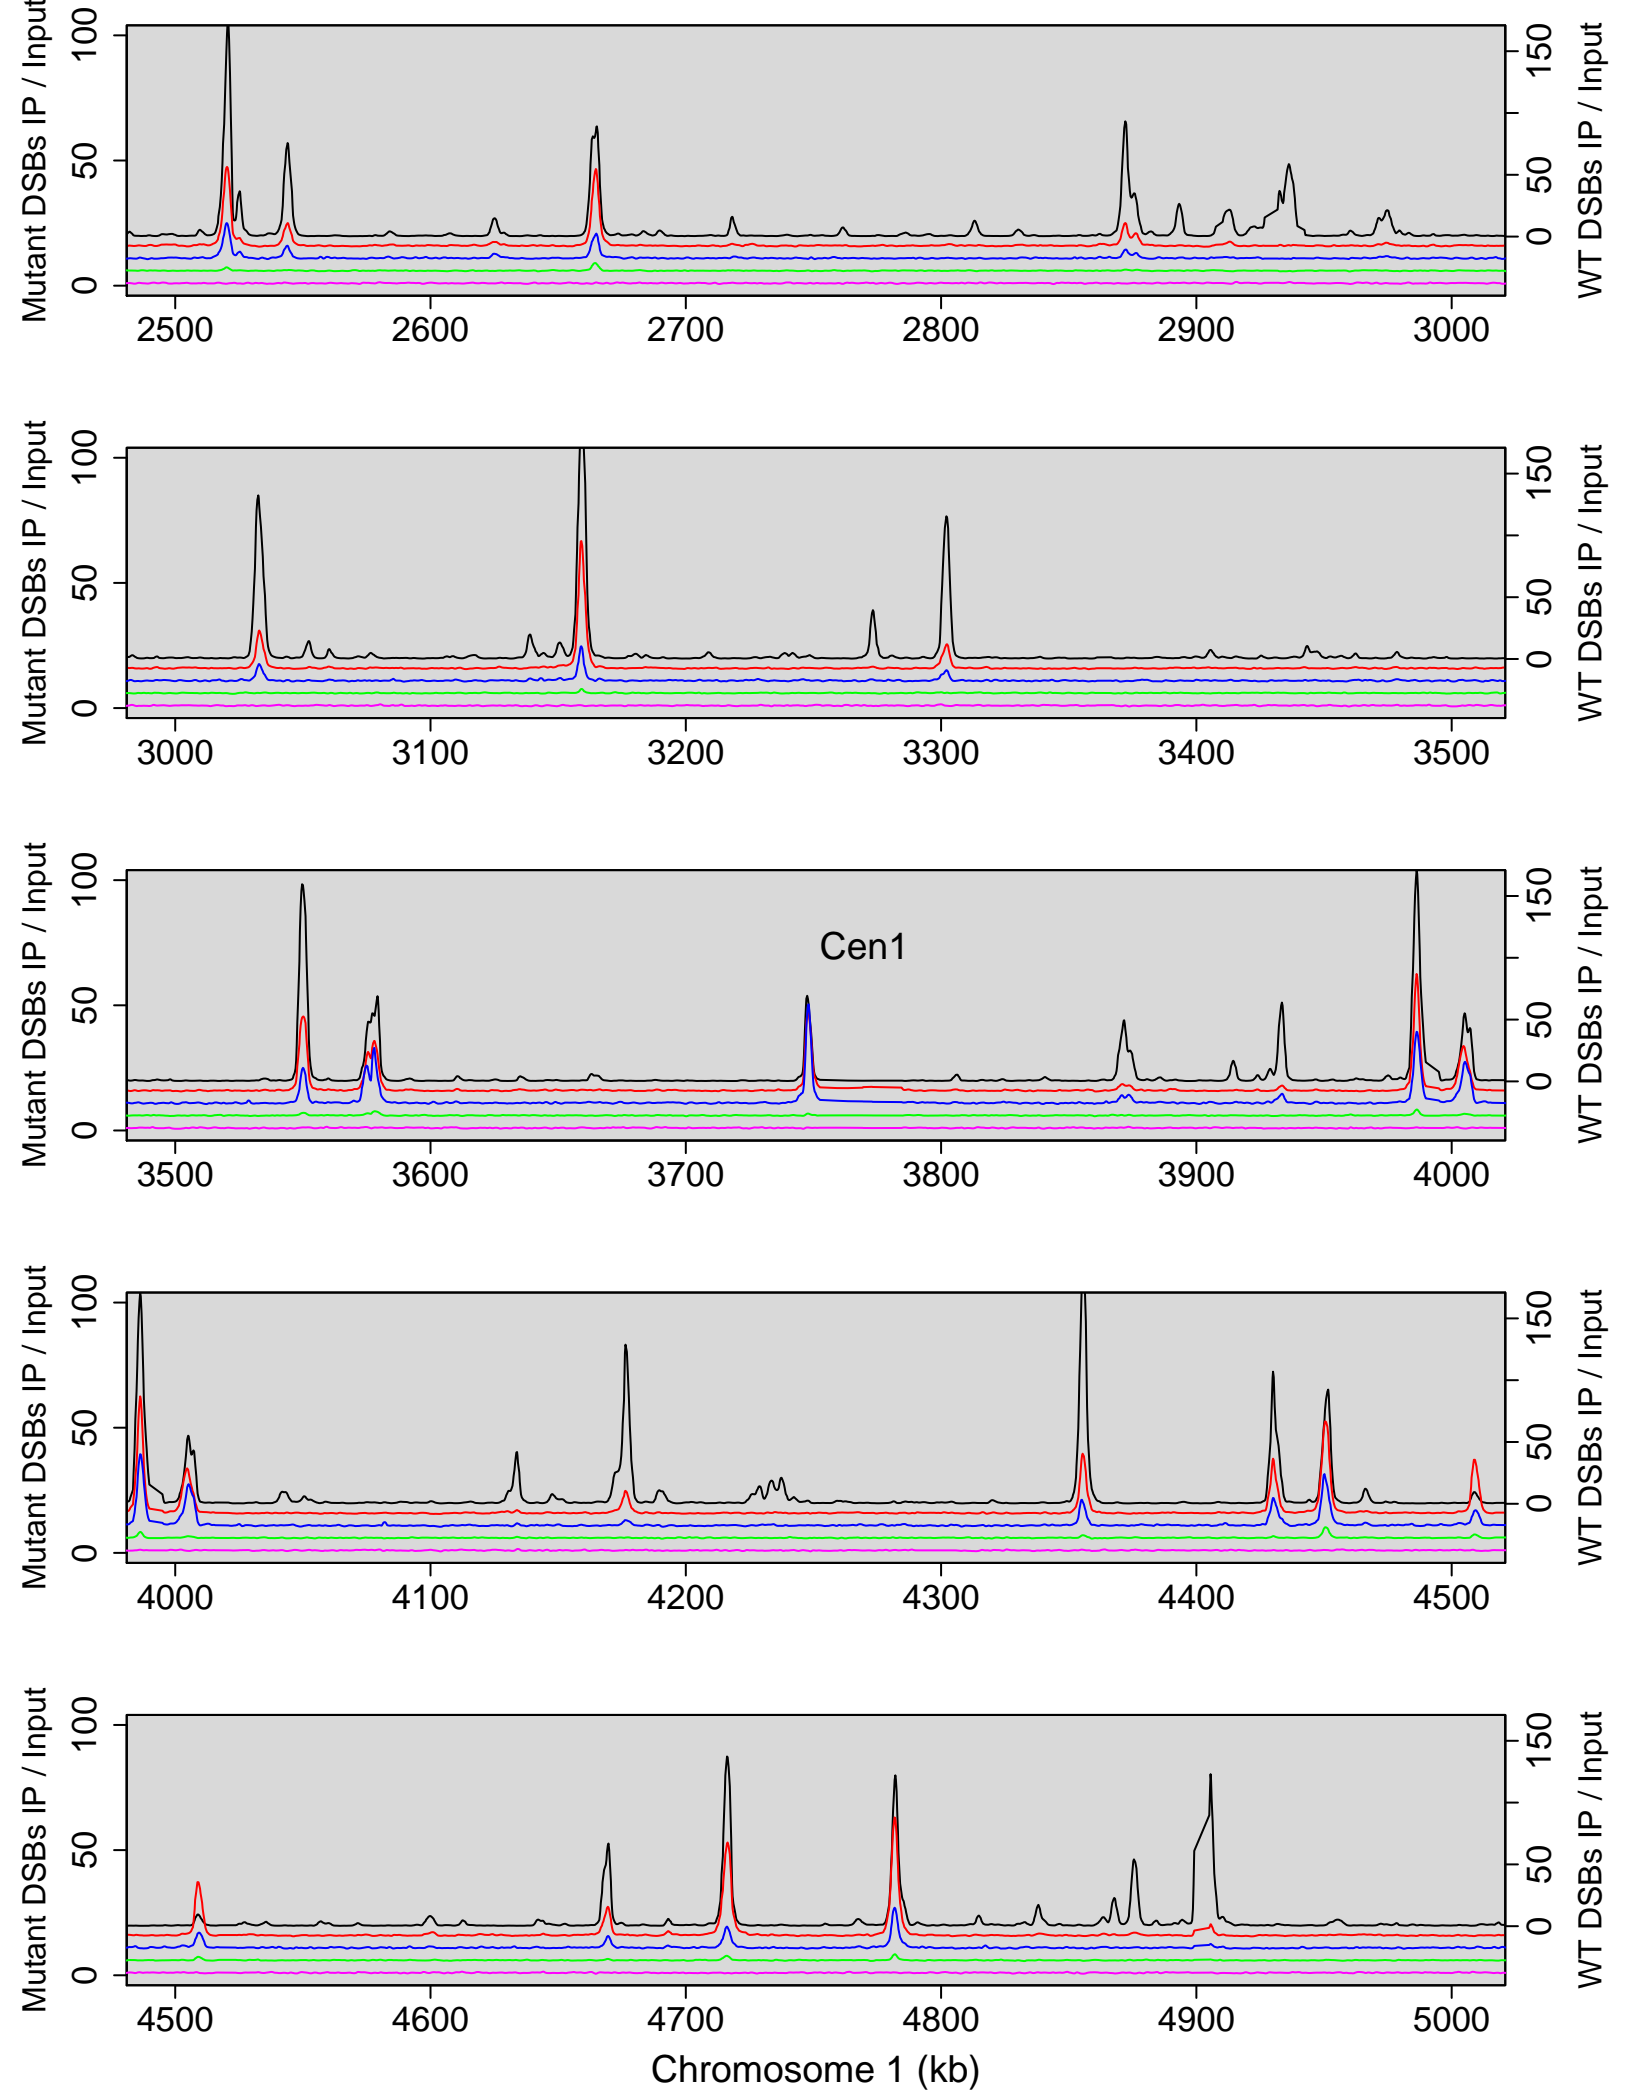 Mutant DSBs IP / Input
0 50 100
0 50 150
WT DSBs IP / Input
2500 2600 2700 2800 2900 3000
Mutant DSBs IP / Input
0 50 100
0 50 150
WT DSBs IP / Input
3000 3100 3200 3300 3400 3500
Mutant DSBs IP / Input
0 50 100
Cen1
0 50 150
WT DSBs IP / Input
3500 3600 3700 3800 3900 4000
Mutant DSBs IP / Input
0 50 100
0 50 150
WT DSBs IP / Input
4000 4100 4200 4300 4400 4500
Mutant DSBs IP / Input
0 50 100
0 50 150
WT DSBs IP / Input
4500 4600 4700 4800 4900 5000
Chromosome 1 (kb)